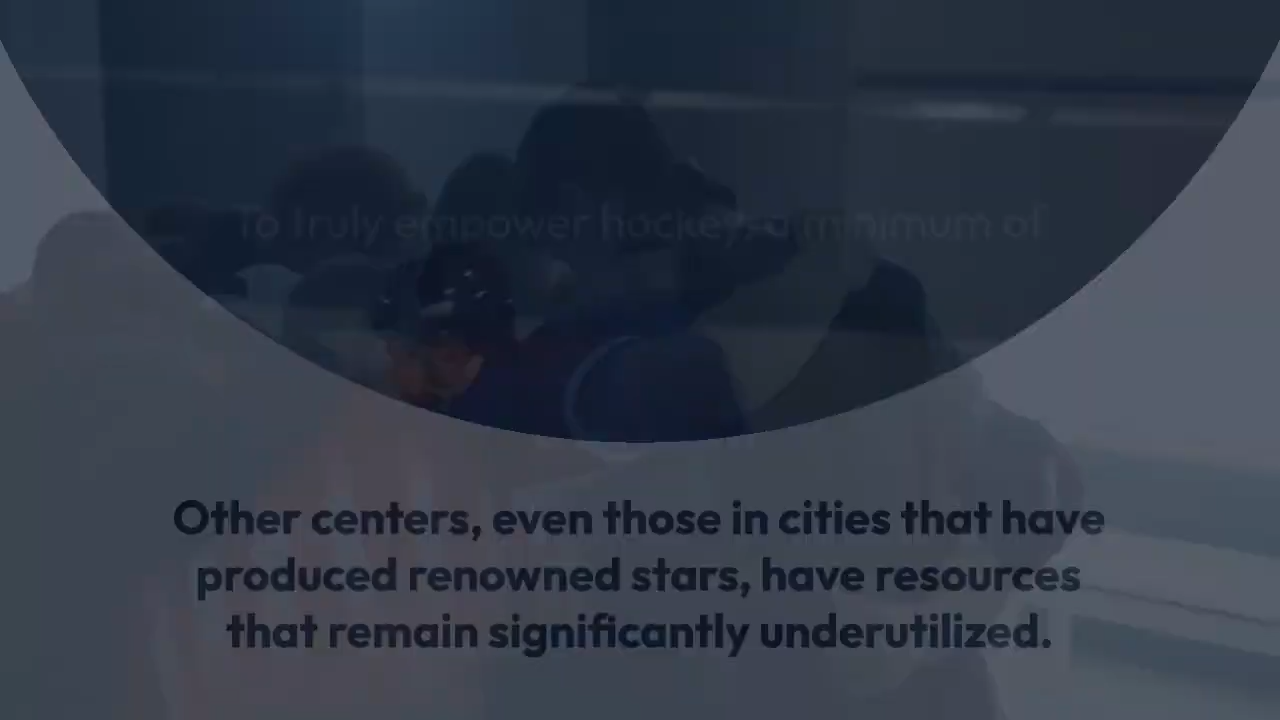 To truly empower hockey, a minimum of
Other centers, even those in cities that have
produced renowned stars, have resources
that remain significantly underutilized.